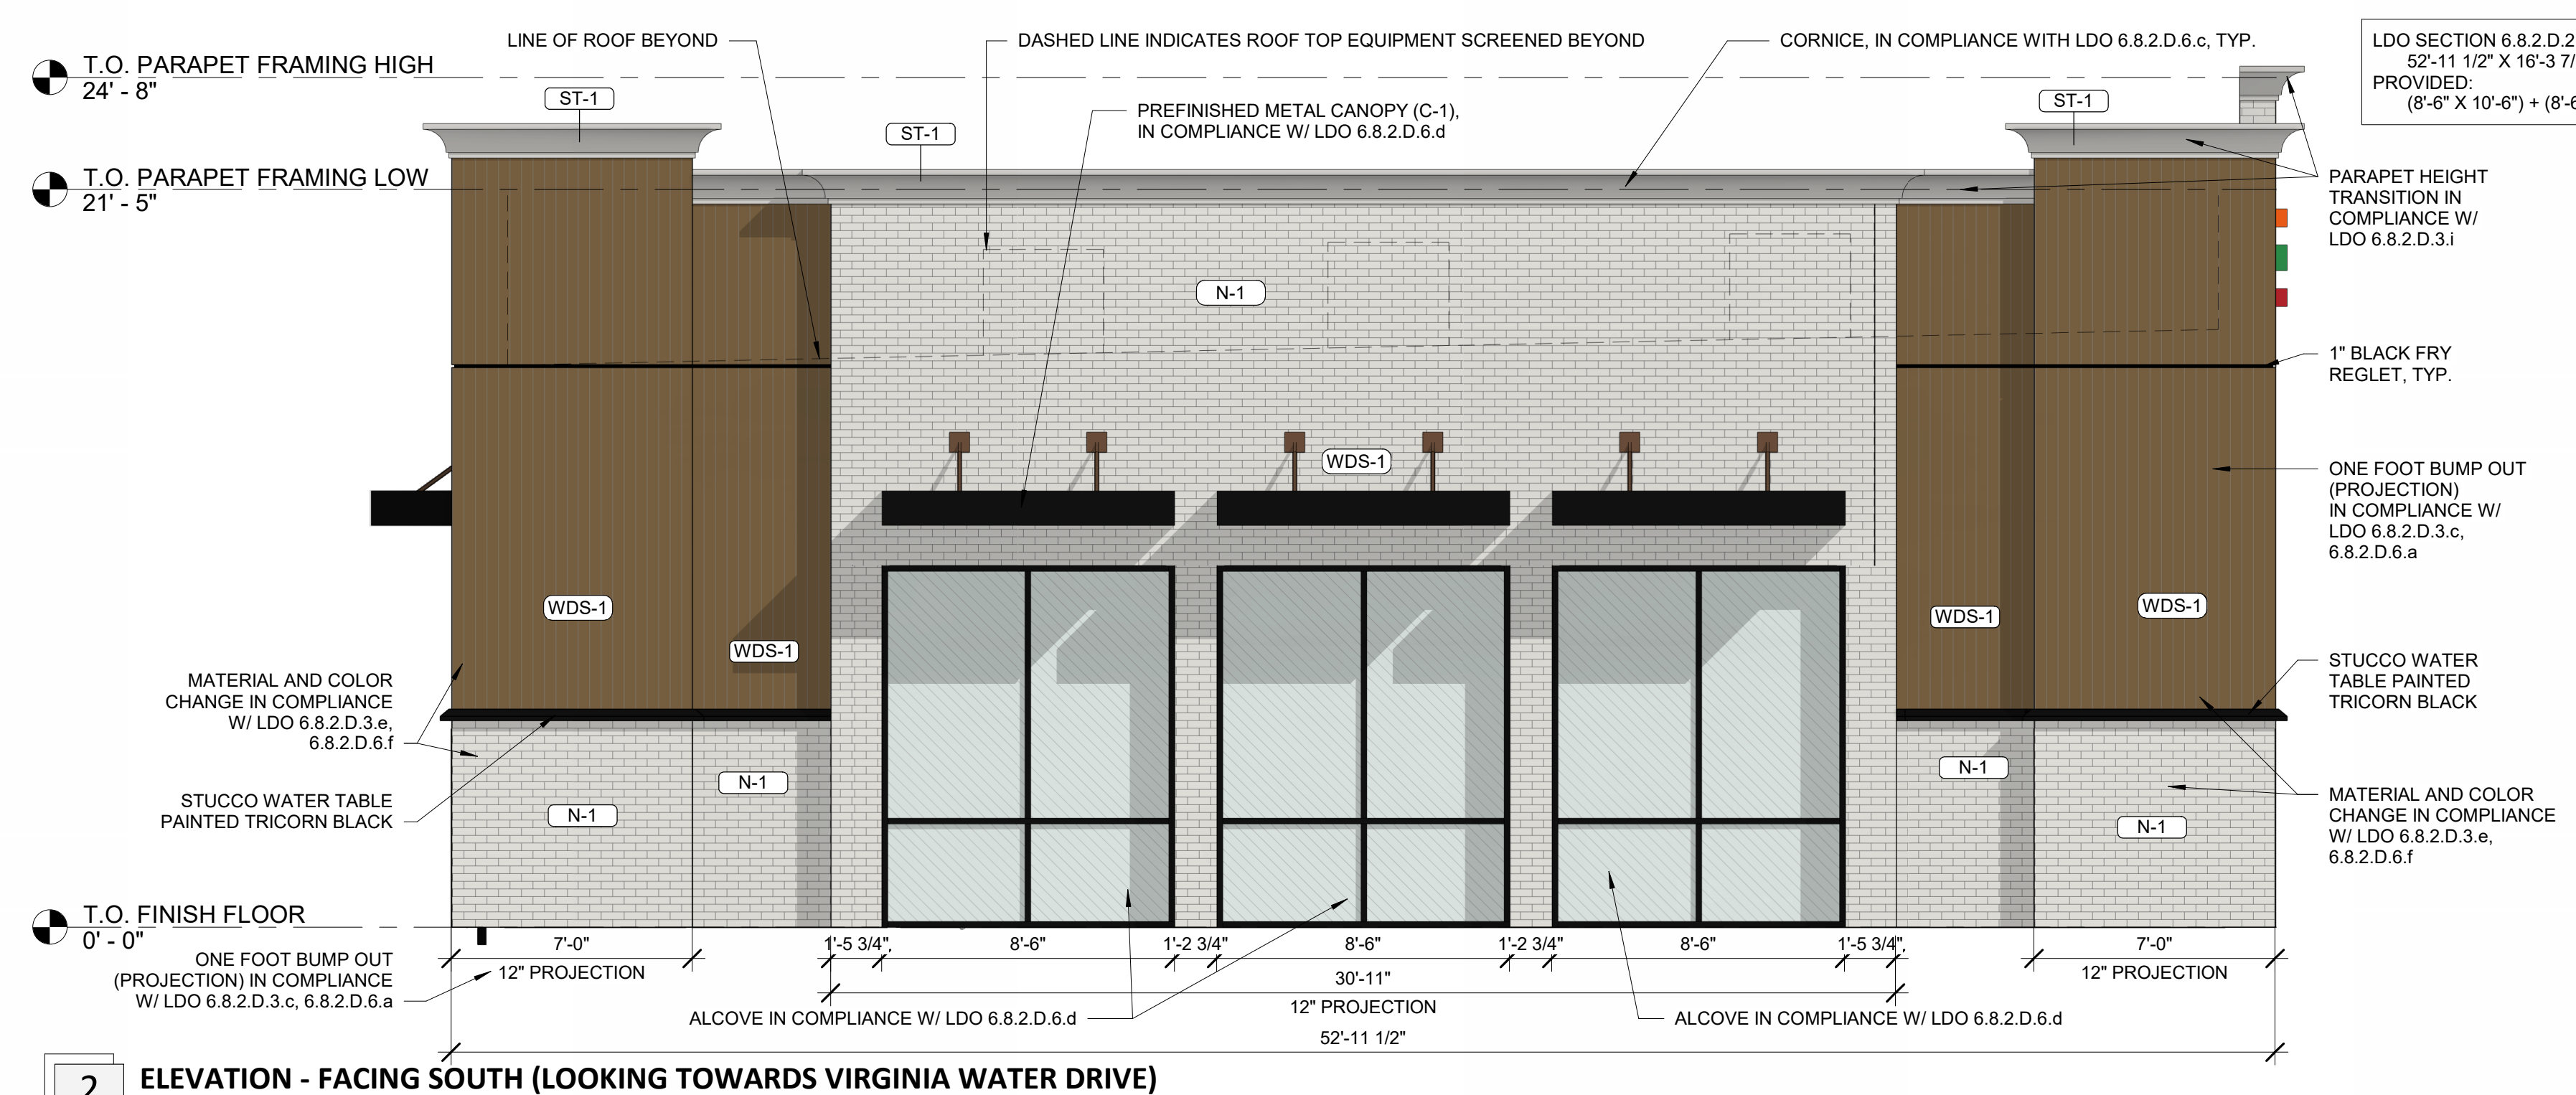 LINE OF ROOF BEYOND
DASHED LINE INDICATES ROOF TOP EQUIPMENT SCREENED BEYOND
CORNICE, IN COMPLIANCE WITH LDO 6.8.2.D.6.c, TYP.
LDO SECTION 6.8.2.D.2
52'-11 1/2" X 16'-3 7/
PROVIDED:
(8'-6" X 10'-6") + (8'-6
T.O. PARAPET FRAMING HIGH
24' - 8"
ST-1
ST-1
ST-1
PREFINISHED METAL CANOPY (C-1),
IN COMPLIANCE W/ LDO 6.8.2.D.6.d
T.O. PARAPET FRAMING LOW
21' - 5"
PARAPET HEIGHT
TRANSITION IN
COMPLIANCE W/
LDO 6.8.2.D.3.i
N-1
1" BLACK FRY
REGLET, TYP.
WDS-1
ONE FOOT BUMP OUT
(PROJECTION)
IN COMPLIANCE W/
LDO 6.8.2.D.3.c,
6.8.2.D.6.a
WDS-1
WDS-1
WDS-1
WDS-1
MATERIAL AND COLOR
CHANGE IN COMPLIANCE
W/ LDO 6.8.2.D.3.e,
6.8.2.D.6.f
STUCCO WATER
TABLE PAINTED
TRICORN BLACK
STUCCO WATER TABLE
PAINTED TRICORN BLACK
N-1
N-1
N-1
N-1
MATERIAL AND COLOR
CHANGE IN COMPLIANCE
W/ LDO 6.8.2.D.3.e,
6.8.2.D.6.f
T.O. FINISH FLOOR
0' - 0"
7'-0"
1'-5 3/4"
8'-6"
1'-2 3/4"
8'-6"
1'-2 3/4"
8'-6"
1'-5 3/4"
7'-0"
ONE FOOT BUMP OUT
(PROJECTION) IN COMPLIANCE
W/ LDO 6.8.2.D.3.c, 6.8.2.D.6.a
12" PROJECTION
30'-11"
12" PROJECTION
12" PROJECTION
ALCOVE IN COMPLIANCE W/ LDO 6.8.2.D.6.d
ALCOVE IN COMPLIANCE W/ LDO 6.8.2.D.6.d
52'-11 1/2"
2
ELEVATION - FACING SOUTH (LOOKING TOWARDS VIRGINIA WATER DRIVE)